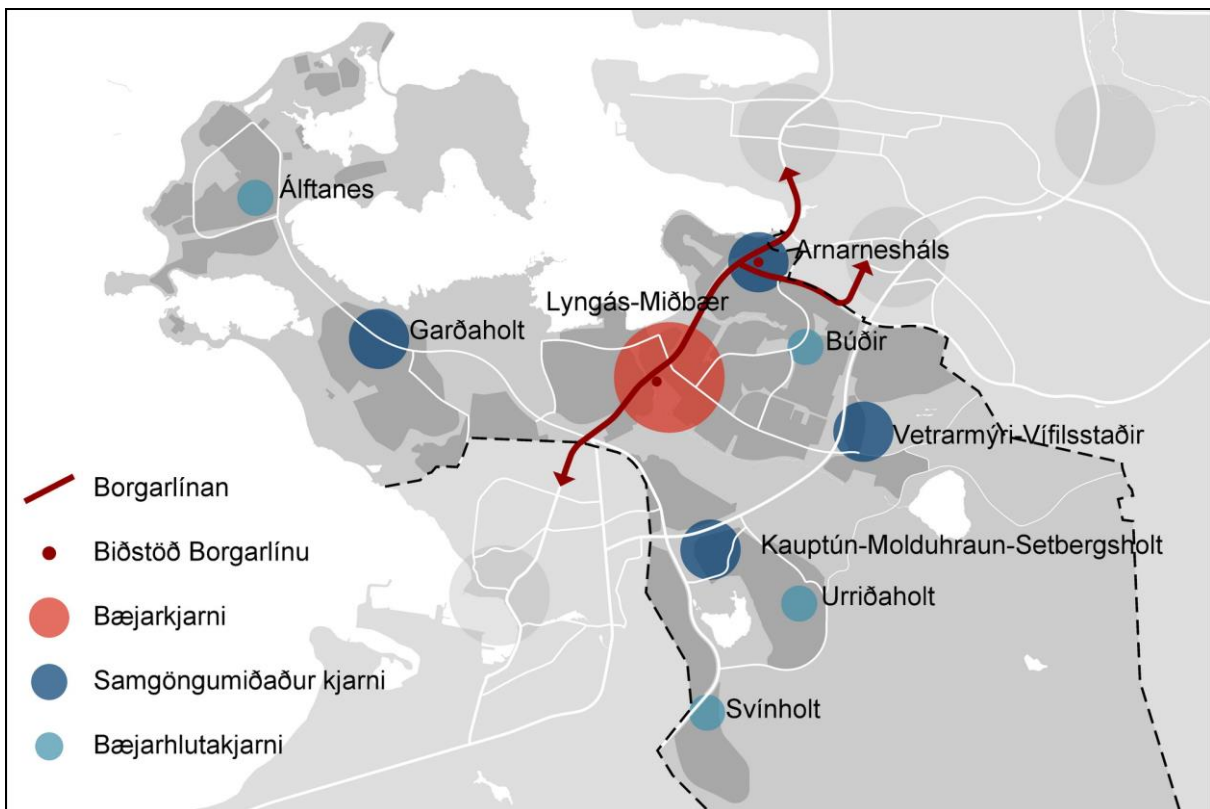 Álftanes
Arnarnesháls
Lyngás-Miðbær
Garðaholt
Búðir
Vetrarmýri-Vífilsstaðir
Kauptún-Molduhraun-Setbergsholt
Urriðaholt
Svínholt
Borgarlínan
Biðstöð Borgarlínu
Bæjarkjarni
Samgöngumiðaður kjarni
Bæjarhlutakjarni